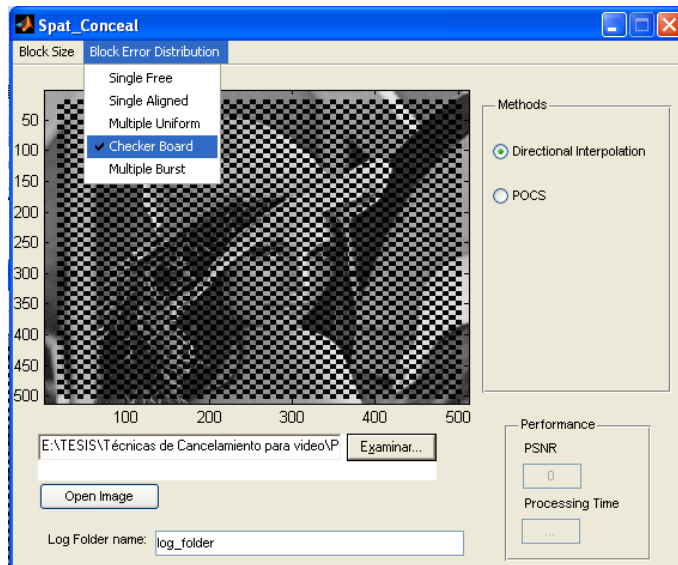 Spat_Conceal
Block Size Block Error Distribution
Single Free
Single Aligned
Multiple Uniform
Checker Board
Multiple Burst
50
100
150
200
250
300
350
400
450
500
100 200 300 400 500
Methods
Directional Interpolation
POCS
E:\TESIS\Técnicas de Cancelamiento para video\P
Examinar...
Open Image
Log Folder name: log_folder
Performance
PSNR
0
Processing Time
...